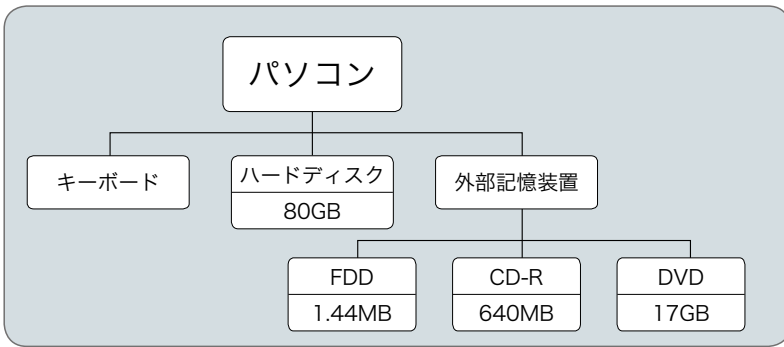 パソコン
キーボード
ハードディスク
80GB
外部記憶装置
FDD
1.44MB
CD-R
640MB
DVD
17GB